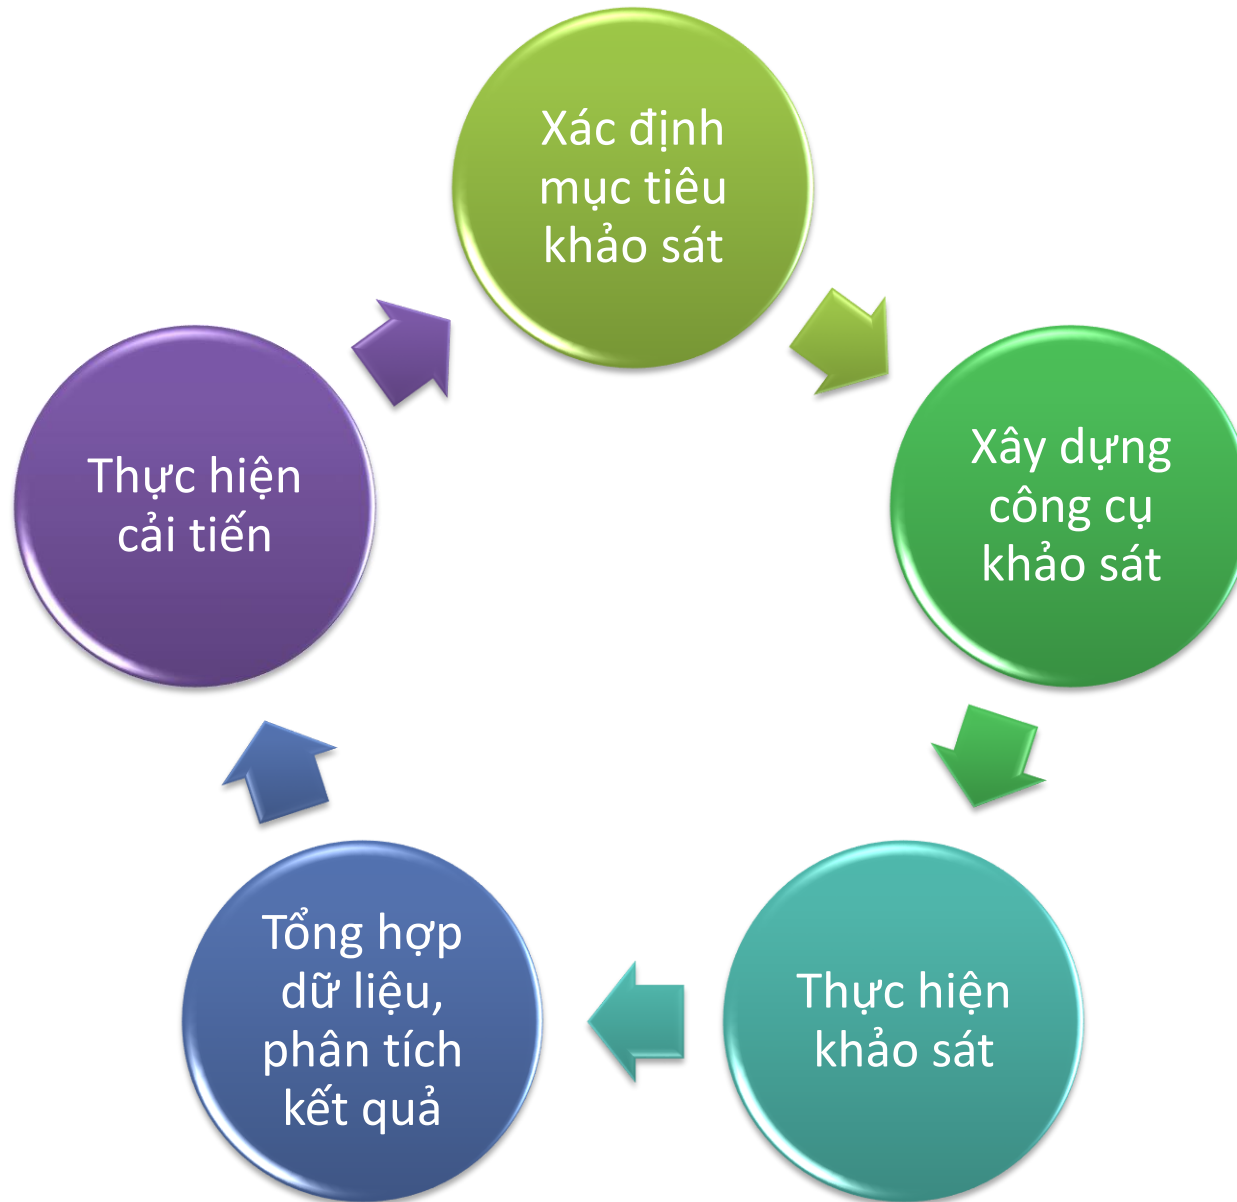 Xác định
mục tiêu
khảo sát
Xây dựng
công cụ
khảo sát
Thực hiện
khảo sát
Tổng hợp
dữ liệu,
phân tích
kết quả
Thực hiện
cải tiến